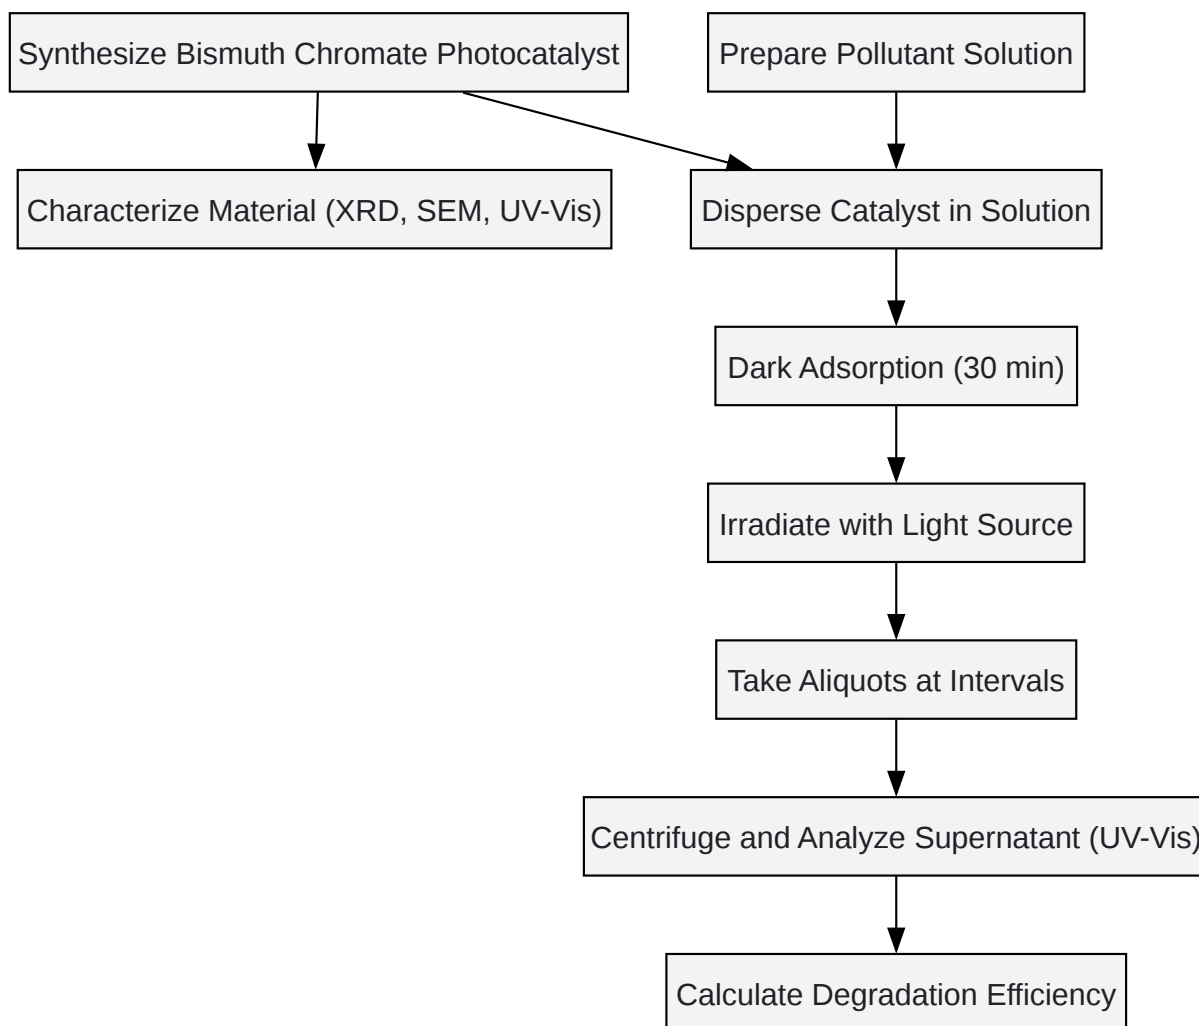 Synthesize Bismuth Chromate Photocatalyst
Prepare Pollutant Solution
Characterize Material (XRD, SEM, UV-Vis)
Disperse Catalyst in Solution
Dark Adsorption (30 min)
Irradiate with Light Source
Take Aliquots at Intervals
Centrifuge and Analyze Supernatant (UV-Vis)
Calculate Degradation Efficiency